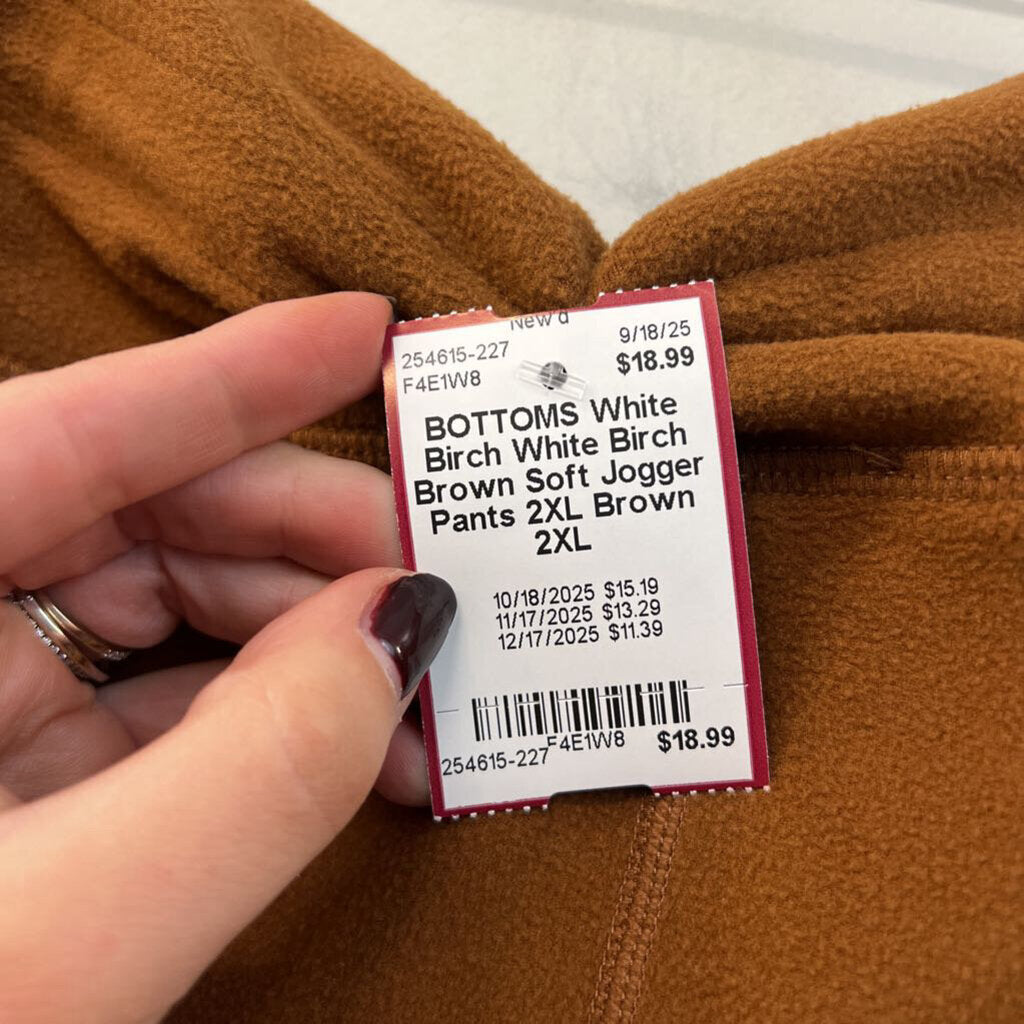 New'd
9/18/25
254615-227
$18.99
F4E1W8
BOTTOMS White
Birch White Birch
Brown Soft Jogger
Pants 2XL Brown
2XL
10/18/2025 $15.19
11/17/2025 $13.29
12/17/2025 $11.39
F4E1W8
$18.99
254615-227